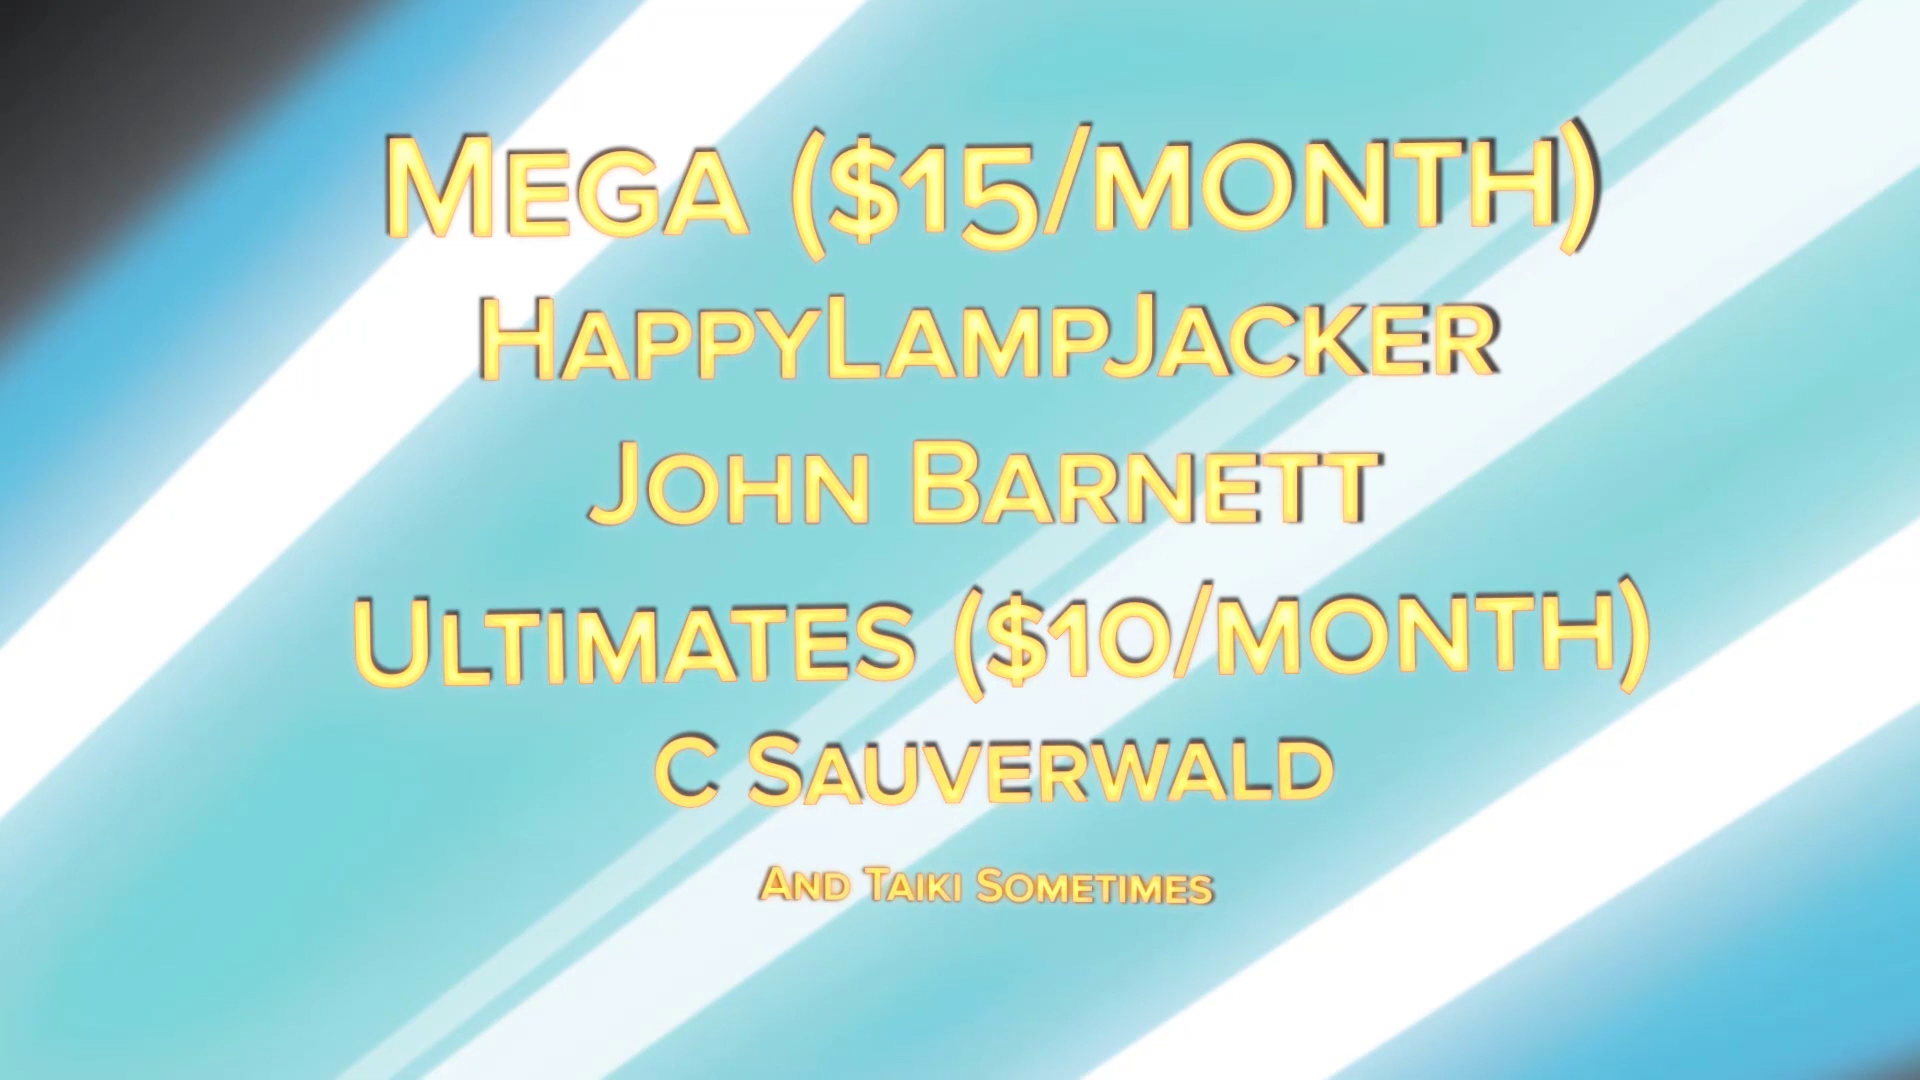 Mega ($15/month)
HappyLampJacker
John Barnett
Ultimates ($10/month)
C Sauverwald
And Taiki Sometimes